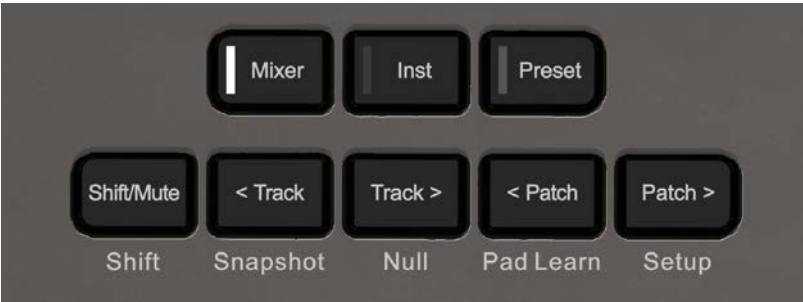 Mixer Inst Preset
Shift/Mute < Track Track > < Patch Patch >
Shift Snapshot Null Pad Learn Setup